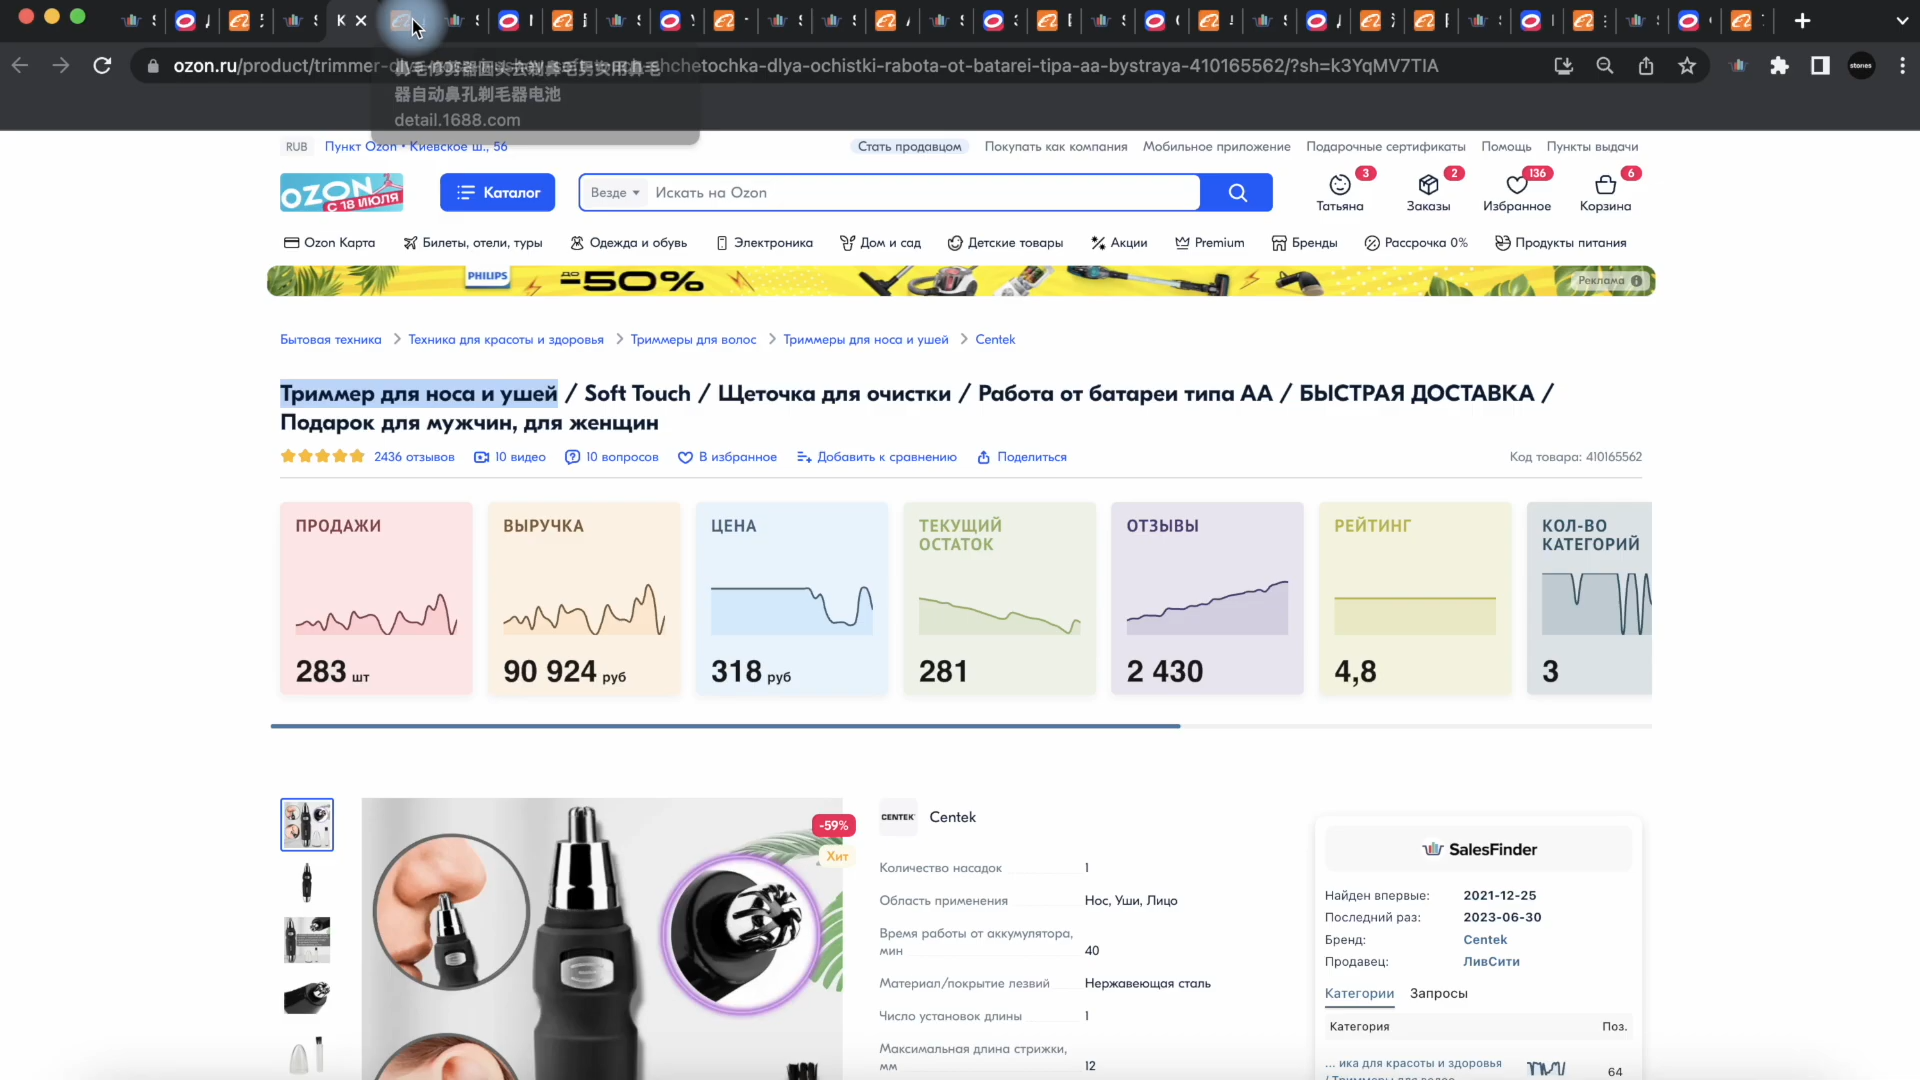 ozon.ru/product/trimmer-
shchetochka-dlya-ochistki-rabota-ot-batarei-tipa-aa-bystraya-410165562/?sh=k3YqMV7TIA
stones
器自动鼻孔剃毛器电池
detail.1688.com
RUB
Пункт Ozon • Киевское ш., 56
Стать продавцом
Покупать как компания
Мобильное приложение
Подарочные сертификаты
Помощь
Пункты выдачи
OZON
С 18 ИЮЛЯ
Каталог
Везде
Искать на Ozon
3
Татьяна
2
Заказы
136
Избранное
6
Корзина
Ozon Карта
Билеты, отели, туры
Одежда и обувь
Электроника
Дом и сад
Детские товары
Акции
Premium
Бренды
Рассрочка 0%
Продукты питания
PHILIPS
ДО
-50%
Реклама
Бытовая техника
Техника для красоты и здоровья
Триммеры для волос
Триммеры для носа и ушей
Centek
Триммер для носа и ушей / Soft Touch / Щеточка для очистки / Работа от батареи типа АА / БЫСТРАЯ ДОСТАВКА /
Подарок для мужчин, для женщин
2436 отзывов
10 видео
10 вопросов
В избранное
Добавить к сравнению
Поделиться
Код товара: 410165562
ПРОДАЖИ
283 шт
ВЫРУЧКА
90 924 руб
ЦЕНА
318 руб
ТЕКУЩИЙ
ОСТАТОК
281
ОТЗЫВЫ
2 430
РЕЙТИНГ
4,8
КОЛ-ВО
КАТЕГОРИЙ
3
-59%
Хит
CENTEK
Centek
Количество насадок
1
Область применения
Нос, Уши, Лицо
Время работы от аккумулятора,
мин
40
Материал/покрытие лезвий
Нержавеющая сталь
Число установок длины
1
Максимальная длина стрижки,
мм
12
SalesFinder
Найден впервые:
2021-12-25
Последний раз:
2023-06-30
Бренд:
Centek
Продавец:
ЛивСити
Категории
Запросы
Категория
Поз.
... ика для красоты и здоровья
64